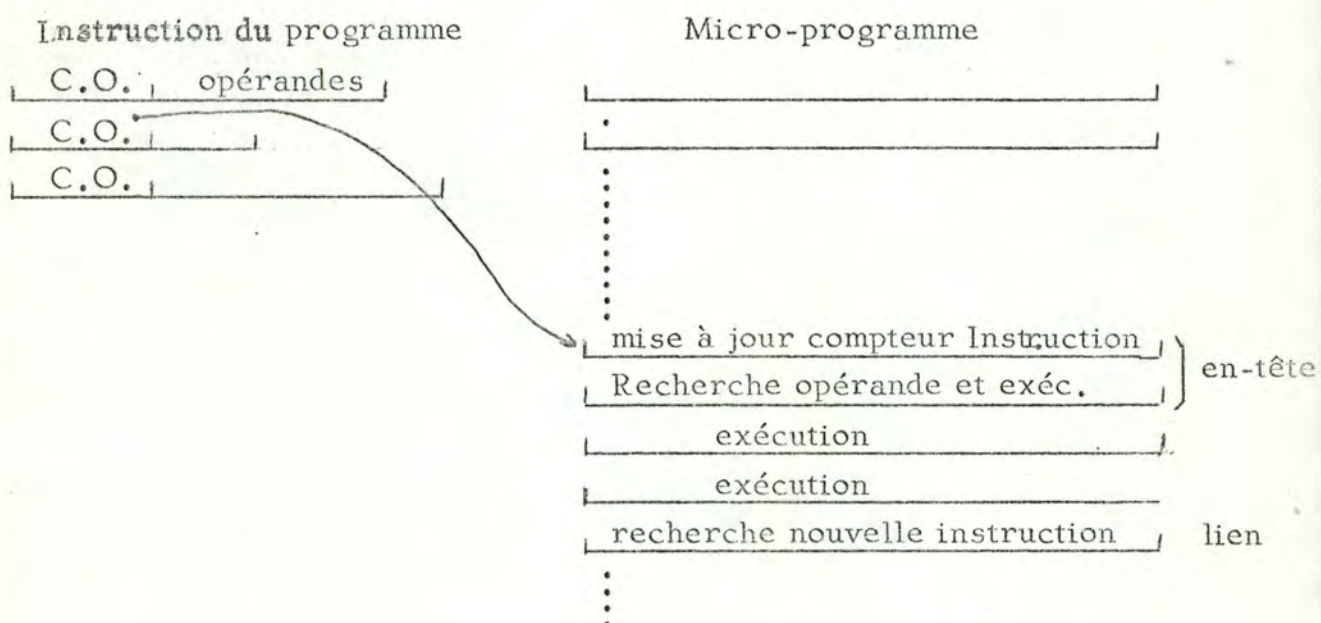 Instruction du programme
Micro-programme
C.O. opérandes
C.O.
C.O.
mise à jour compteur Instruction
Recherche opérande et exéc.
en-tête
exécution
exécution
recherche nouvelle instruction
lien